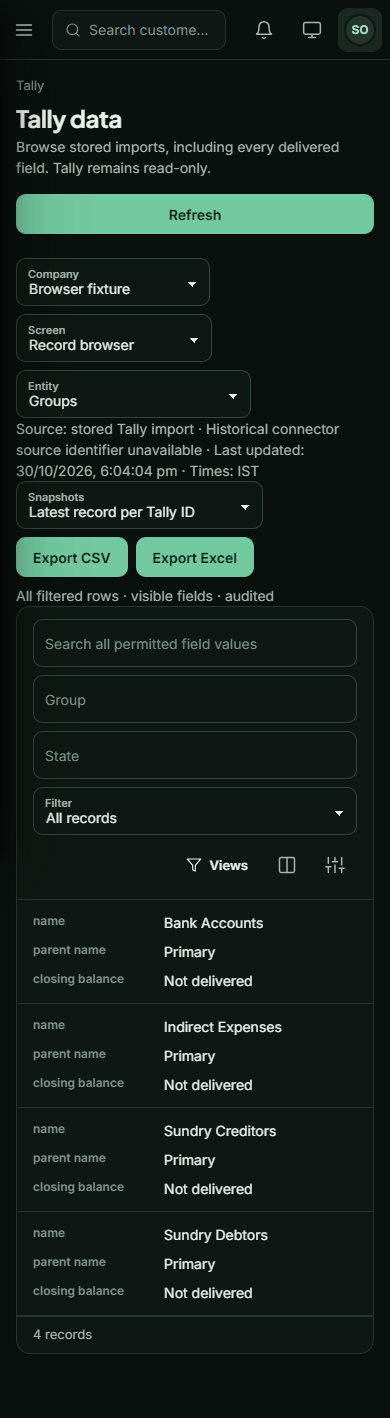 Search custome...
SO
Tally
Tally data
Browse stored imports, including every delivered
field. Tally remains read-only.
Refresh
Company
Browser fixture
Screen
Record browser
Entity
Groups
Source: stored Tally import · Historical connector
source identifier unavailable · Last updated:
30/10/2026, 6:04:04 pm · Times: IST
Snapshots
Latest record per Tally ID
Export CSV Export Excel
All filtered rows · visible fields · audited
Search all permitted field values
Group
State
Filter
All records
Views
name Bank Accounts
parent name Primary
closing balance Not delivered
name Indirect Expenses
parent name Primary
closing balance Not delivered
name Sundry Creditors
parent name Primary
closing balance Not delivered
name Sundry Debtors
parent name Primary
closing balance Not delivered
4 records